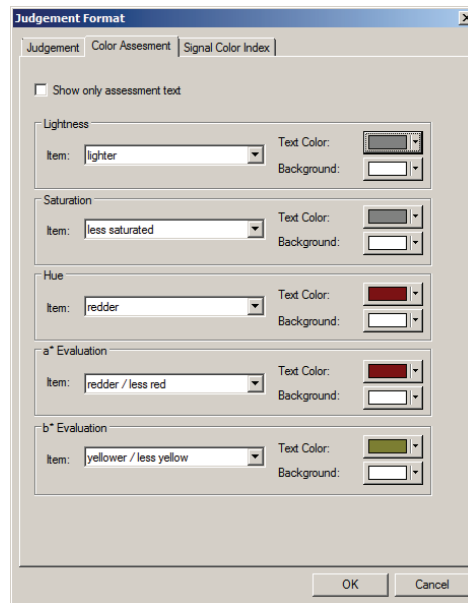 Judgement Format
Judgement Color Assesment Signal Color Index
Show only assessment text
Lightness
Item: lighter Text Color:
Background:
Saturation
Item: less saturated Text Color:
Background:
Hue
Item: redder Text Color:
Background:
a* Evaluation
Item: redder / less red Text Color:
Background:
b* Evaluation
Item: yellower / less yellow Text Color:
Background:
OK Cancel